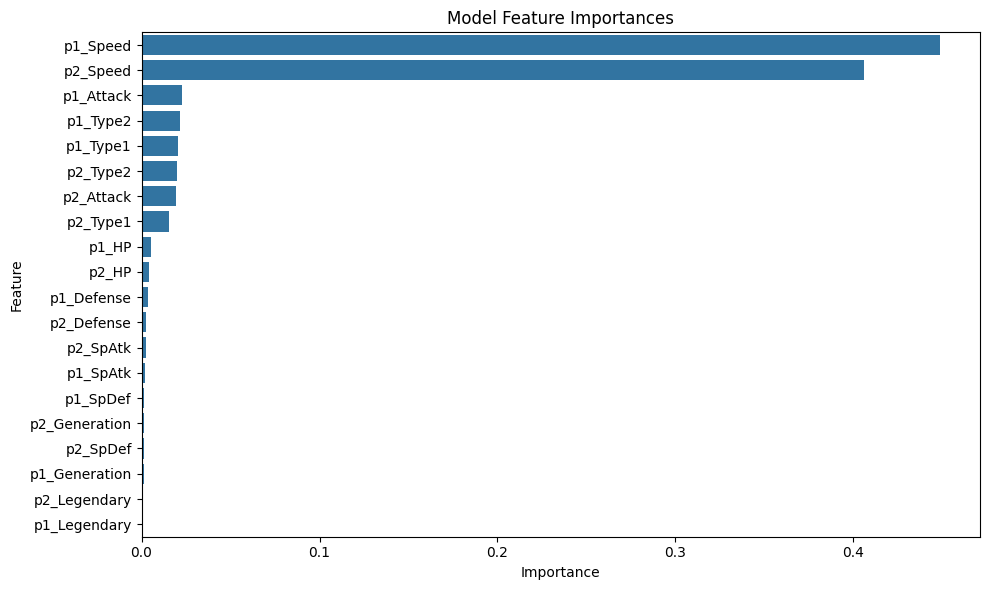 Model Feature Importances
Feature
p1_Speed
p2_Speed
p1_Attack
p1_Type2
p1_Type1
p2_Type2
p2_Attack
p2_Type1
p1_HP
p2_HP
p1_Defense
p2_Defense
p2_SpAtk
p1_SpAtk
p1_SpDef
p2_Generation
p2_SpDef
p1_Generation
p2_Legendary
p1_Legendary
0.0 0.1 0.2 0.3 0.4
Importance